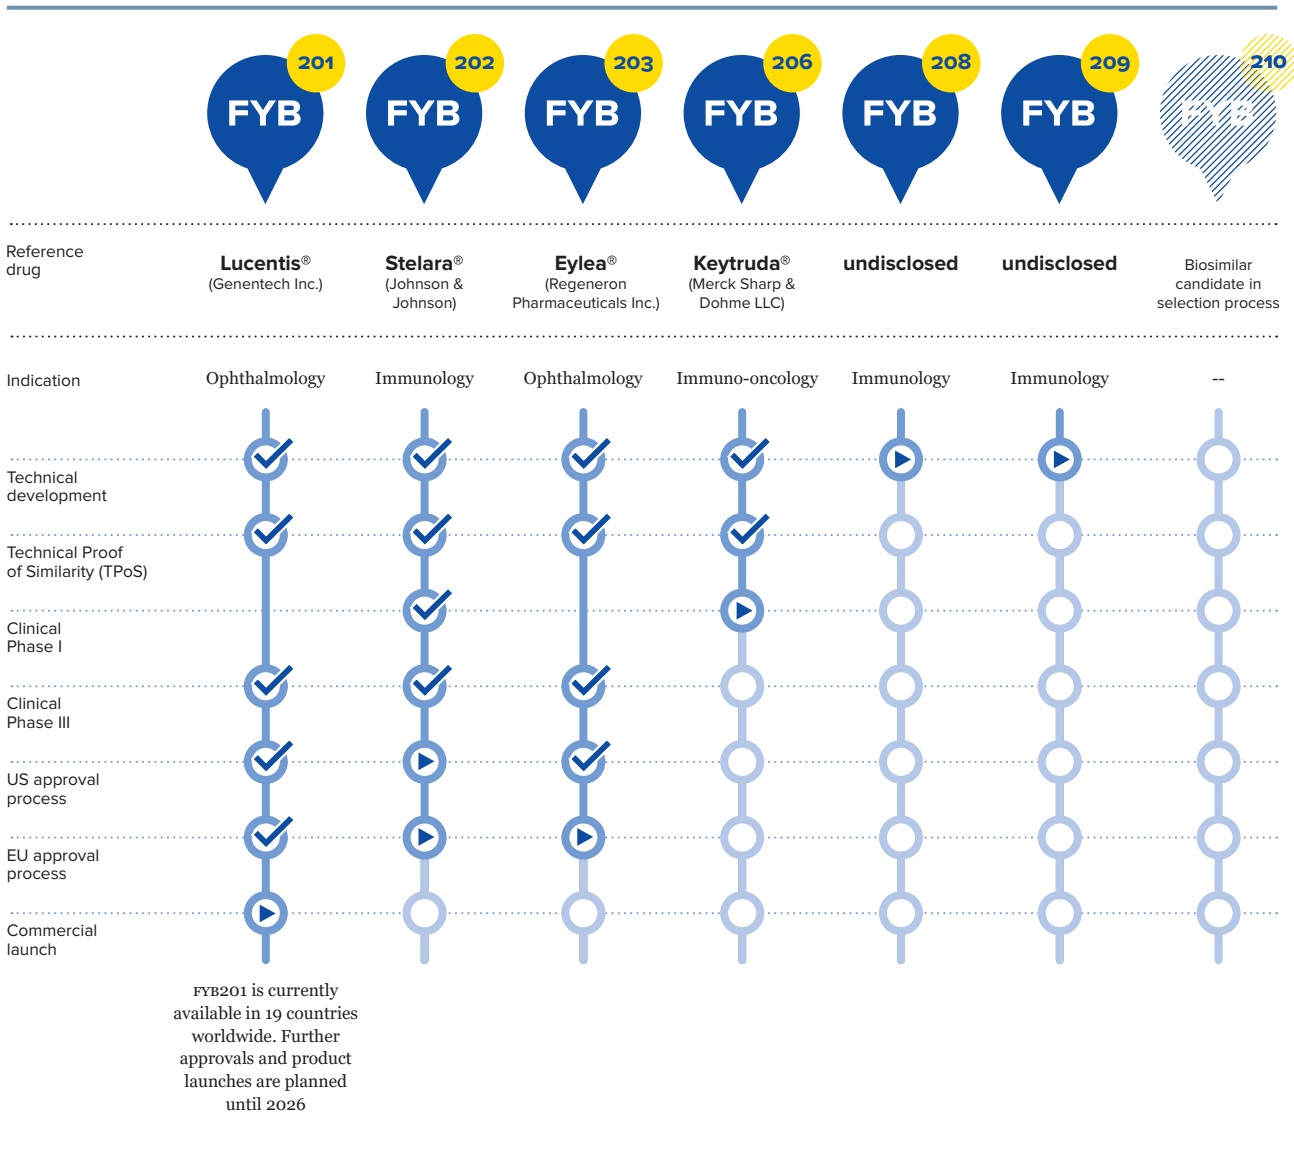 201
202
203
206
208
209
210
FYB
FYB
FYB
FYB
FYB
FYB
FYB
Reference
drug
Lucentis®
(Genentech Inc.)
Stelara®
(Johnson &
Johnson)
Eylea®
(Regeneron
Pharmaceuticals Inc.)
Keytruda®
(Merck Sharp &
Dohme LLC)
undisclosed
undisclosed
Biosimilar
candidate in
selection process
Indication
Ophthalmology
Immunology
Ophthalmology
Immuno-oncology
Immunology
Immunology
--
Technical
development
Technical Proof
of Similarity (TPoS)
Clinical
Phase I
Clinical
Phase III
US approval
process
EU approval
process
Commercial
launch
FYB201 is currently
available in 19 countries
worldwide. Further
approvals and product
launches are planned
until 2026